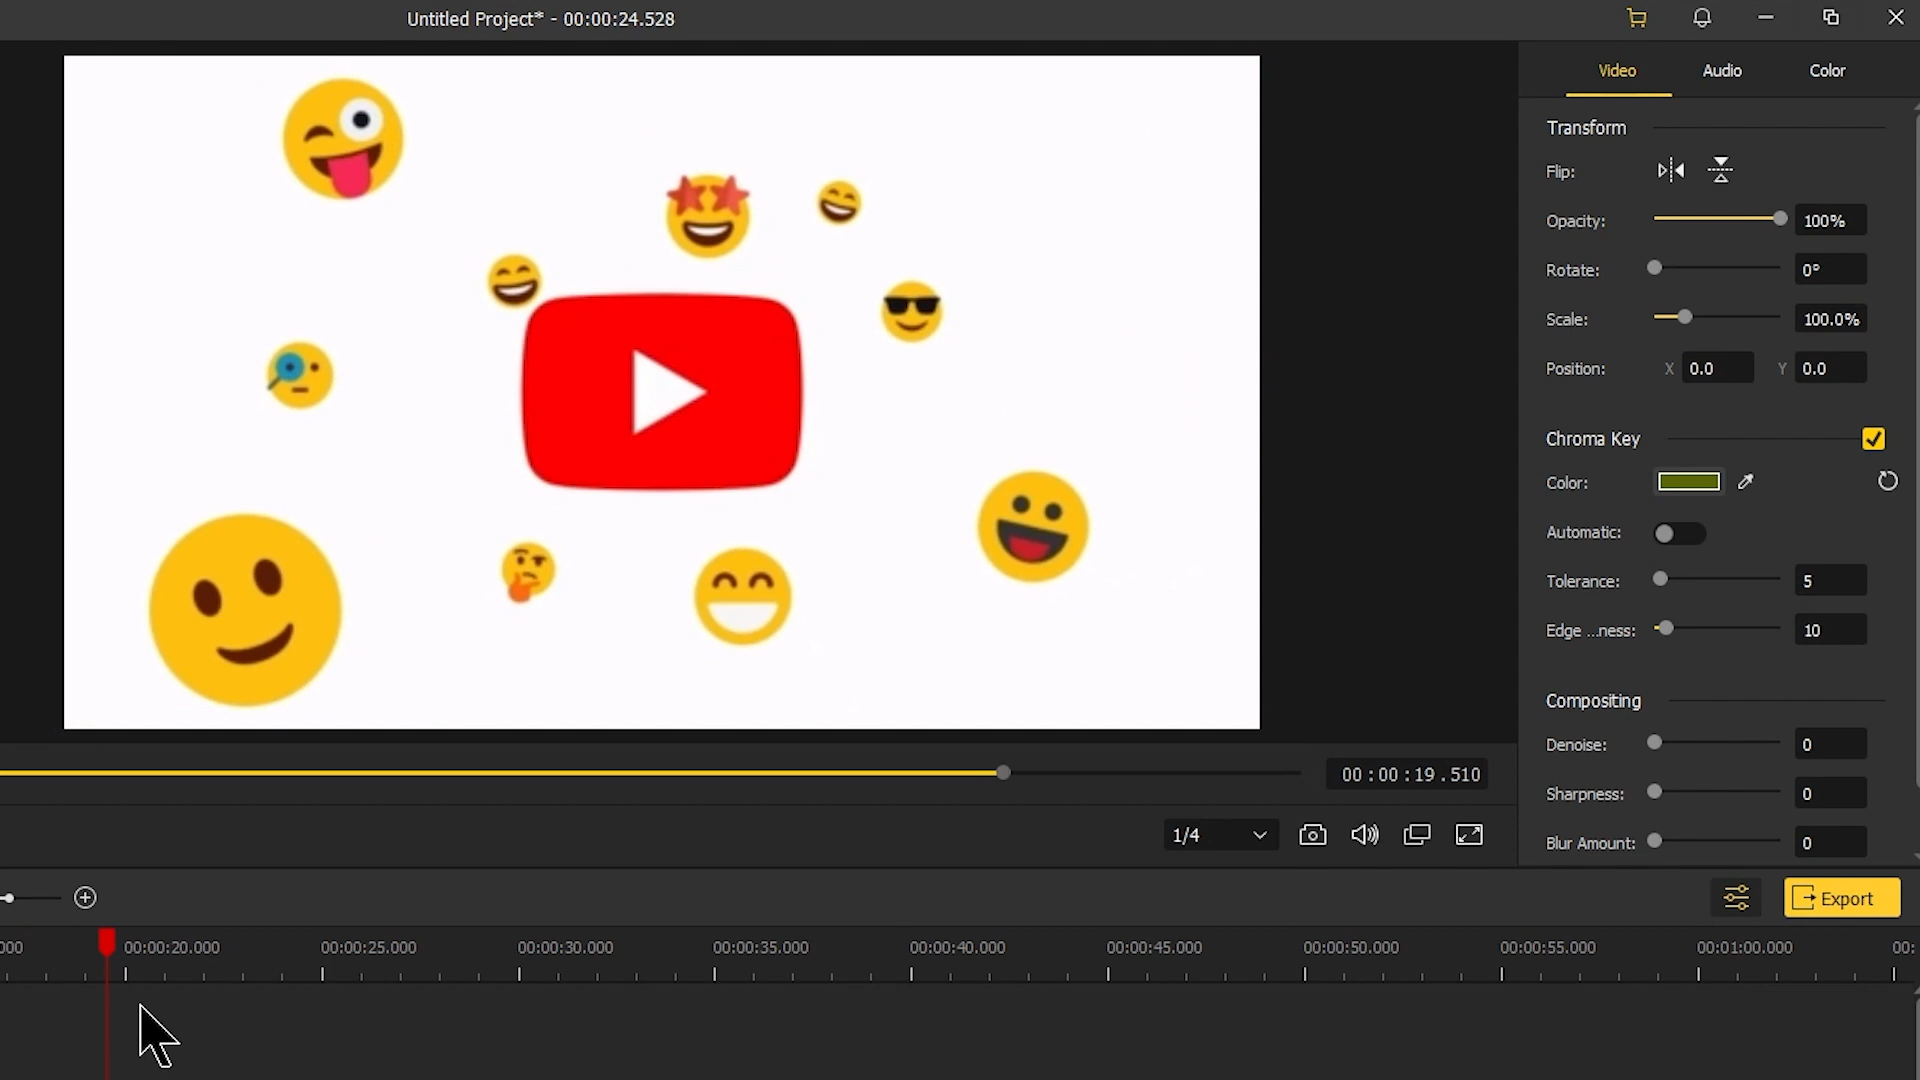 Untitled Project* - 00:00:24.528
Video Audio Color
Transform
Flip:
Opacity: 100%
Rotate: 0°
Scale: 100.0%
Position: X 0.0 Y 0.0
Chroma Key
Color:
Automatic:
Tolerance: 5
Edge ...ness: 10
Compositing
Denoise: 0
Sharpness: 0
Blur Amount: 0
00 : 00 : 19 . 510
1/4
Export
000 00:00:20.000 00:00:25.000 00:00:30.000 00:00:35.000 00:00:40.000 00:00:45.000 00:00:50.000 00:00:55.000 00:01:00.000 00: